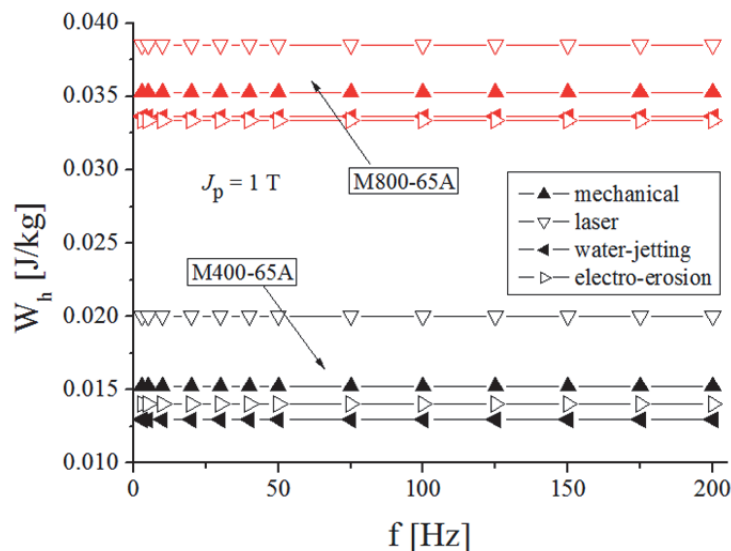 0.040
0.035
0.030
0.025
0.020
0.015
0.010
W_h [J/kg]
M800-65A
J_p = 1 T
mechanical
laser
water-jetting
electro-erosion
M400-65A
0 50 100 150 200
f [Hz]